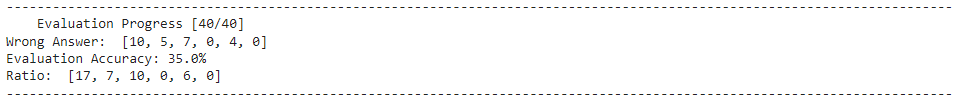 --------------------------------------------------------------------------------------------------------------------------
Evaluation Progress [40/40]
Wrong Answer:  [10, 5, 7, 0, 4, 0]
Evaluation Accuracy: 35.0%
Ratio:  [17, 7, 10, 0, 6, 0]
--------------------------------------------------------------------------------------------------------------------------